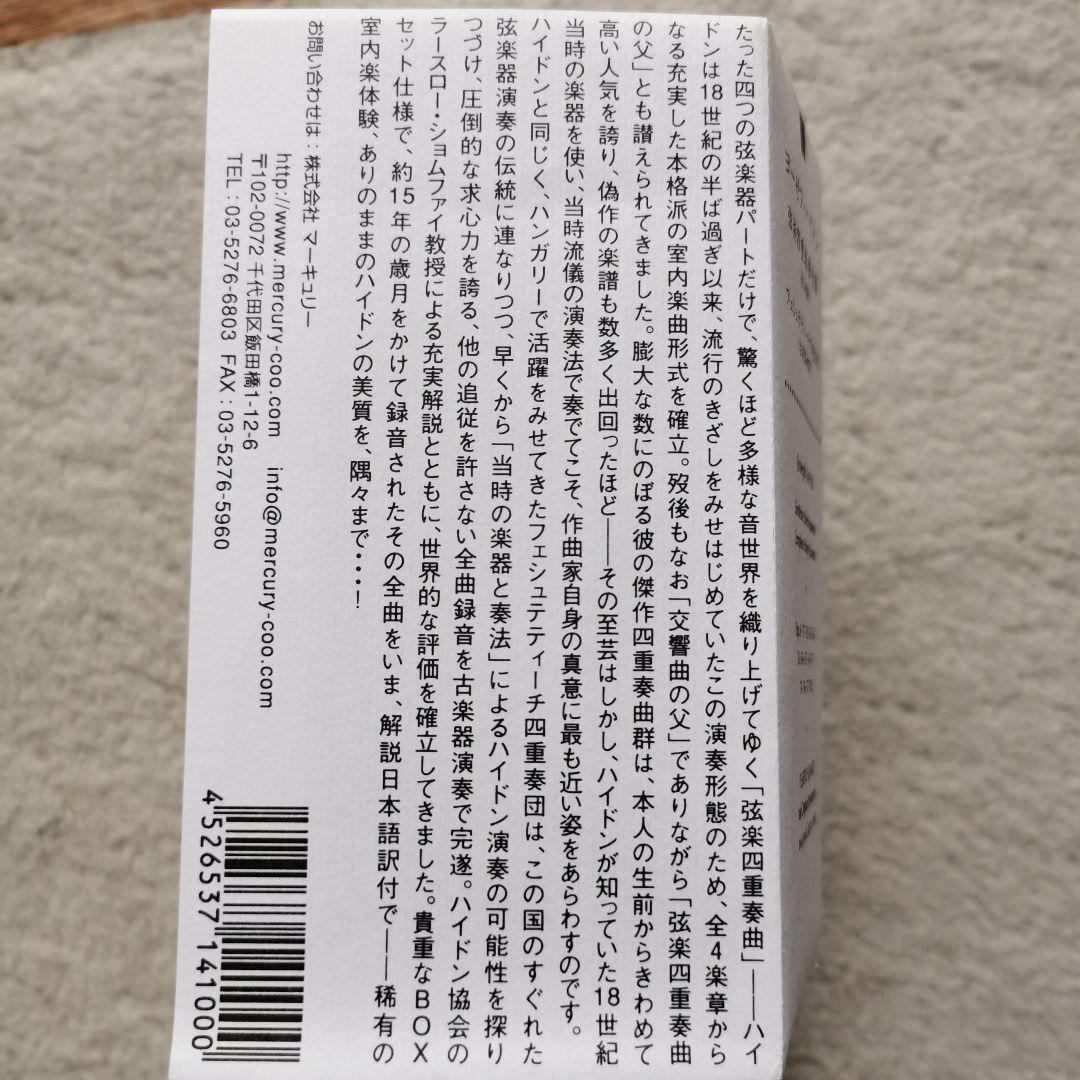 たった四つの弦楽器パートだけで、驚くほど多様な音世界を織り上げてゆく「弦楽四重奏曲」――ハイ
ドンは18世紀の半ば過ぎ以来、流行のきざしをみせはじめていたこの演奏形態のため、全4楽章から
なる充実した本格派の室内楽曲形式を確立。歿後もなお「交響曲の父」でありながら「弦楽四重奏曲
の父」とも讃えられてきました。膨大な数にのぼる彼の傑作四重奏曲群は、本人の生前からきわめて
高い人気を誇り、偽作の楽譜も数多く出回ったほど――その至芸はしかし、ハイドンが知っていた18世紀
当時の楽器を使い、当時流儀の演奏法で奏でてこそ、作曲家自身の真意に最も近い姿をあらわすのです。
ハイドンと同じく、ハンガリーで活躍をみせてきたフェシュテティーチ四重奏団は、この国のすぐれた
弦楽器演奏の伝統に連なりつつ、早くから「当時の楽器と奏法」によるハイドン演奏の可能性を探り
つづけ、圧倒的な求心力を誇る、他の追従を許さない全曲録音を古楽器演奏で完遂。ハイドン協会の
ラースロー・ショムファイ教授による充実解説とともに、世界的な評価を確立してきました。貴重なBOX
セット仕様で、約15年の歳月をかけて録音されたその全曲をいま、解説日本語訳付で――稀有の
室内楽体験、ありのままのハイドンの美質を、隅々まで・・・・!
お問い合わせは：株式会社 マーキュリー
http://www.mercury-coo.com info@mercury-coo.com
〒102-0072 千代田区飯田橋1-12-6
TEL：03-5276-6803 FAX：03-5276-5960
4 526537 141000